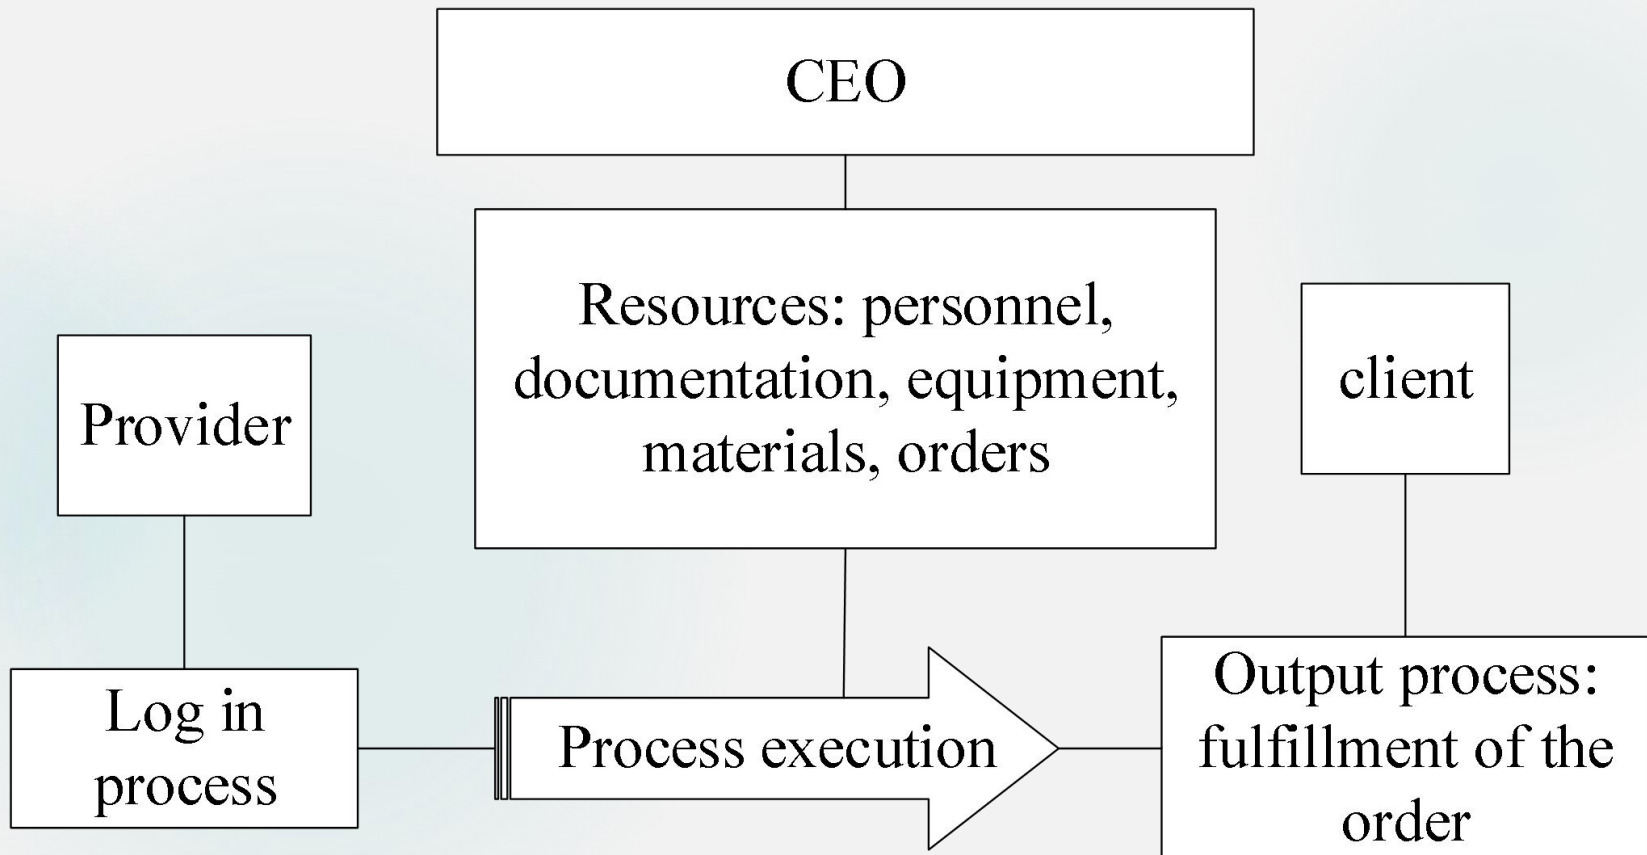 CEO
Resources: personnel,
documentation, equipment,
materials, orders
Provider
client
Log in
process
Process execution
Output process:
fulfillment of the
order